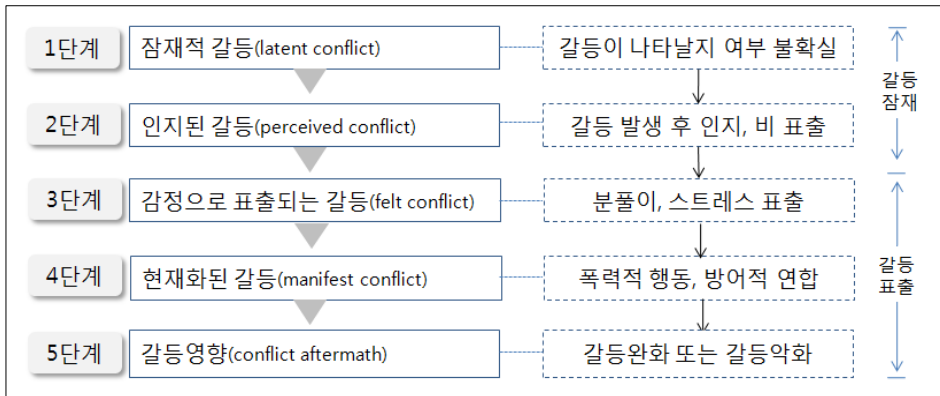 1단계 잠재적 갈등(latent conflict) 갈등이 나타날지 여부 불확실
갈등
잠재
2단계 인지된 갈등(perceived conflict) 갈등 발생 후 인지, 비 표출
3단계 감정으로 표출되는 갈등(felt conflict) 분풀이, 스트레스 표출
4단계 현재화된 갈등(manifest conflict) 폭력적 행동, 방어적 연합
갈등
표출
5단계 갈등영향(conflict aftermath) 갈등완화 또는 갈등악화